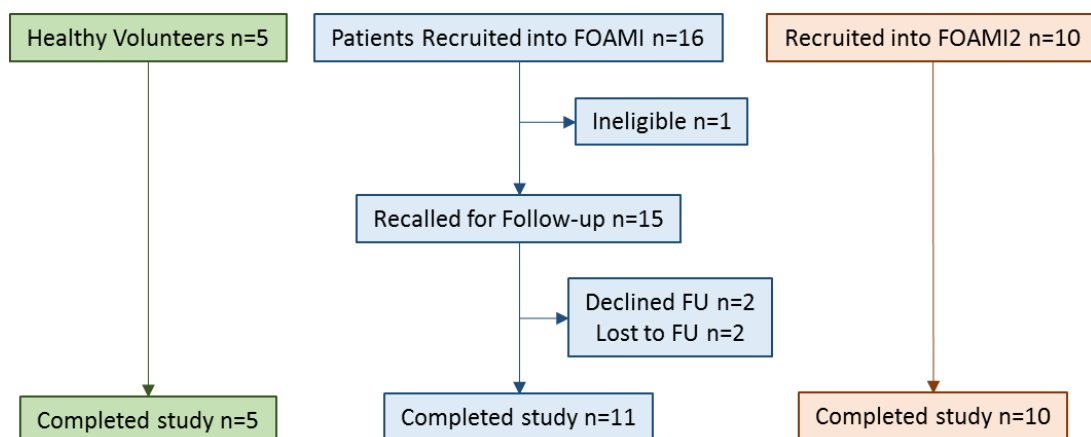 Healthy Volunteers n=5
Patients Recruited into FOAMI n=16
Recruited into FOAMI2 n=10
Ineligible n=1
Recalled for Follow-up n=15
Declined FU n=2
Lost to FU n=2
Completed study n=5
Completed study n=11
Completed study n=10